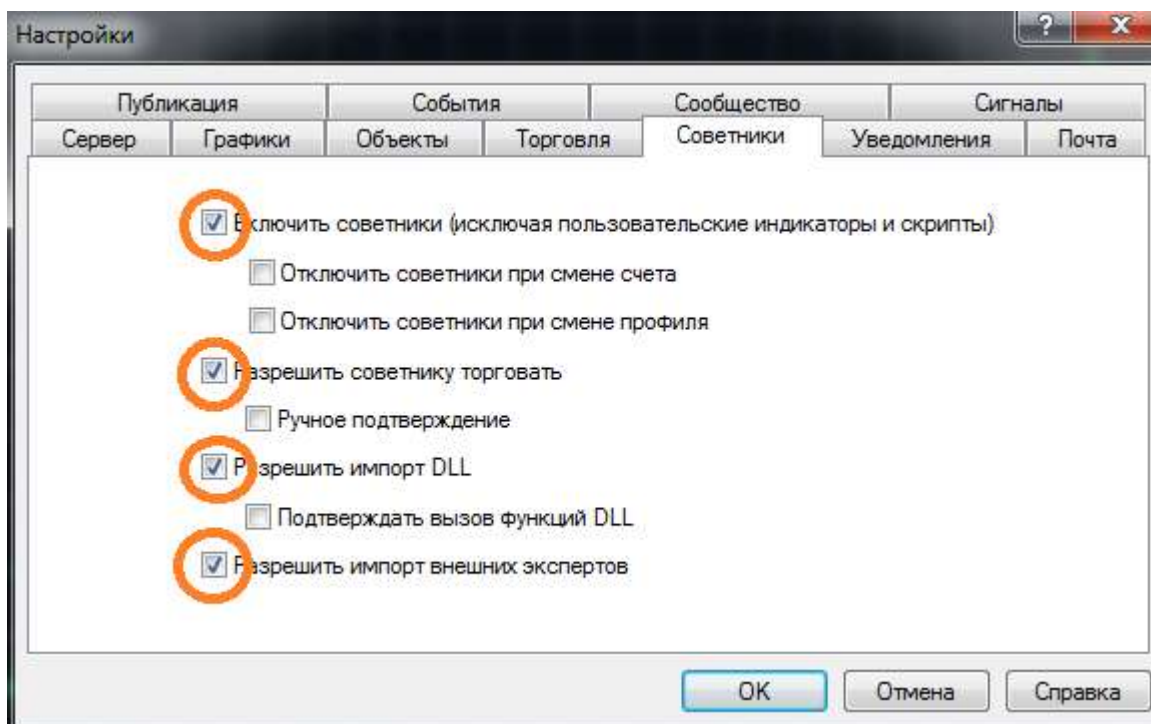 Настройки
Публикация События Сообщество Сигналы
Сервер Графики Объекты Торговля Советники Уведомления Почта
Включить советники (исключая пользовательские индикаторы и скрипты)
Отключить советники при смене счета
Отключить советники при смене профиля
Разрешить советнику торговать
Ручное подтверждение
Разрешить импорт DLL
Подтверждать вызов функций DLL
Разрешить импорт внешних экспертов
OK Отмена Справка